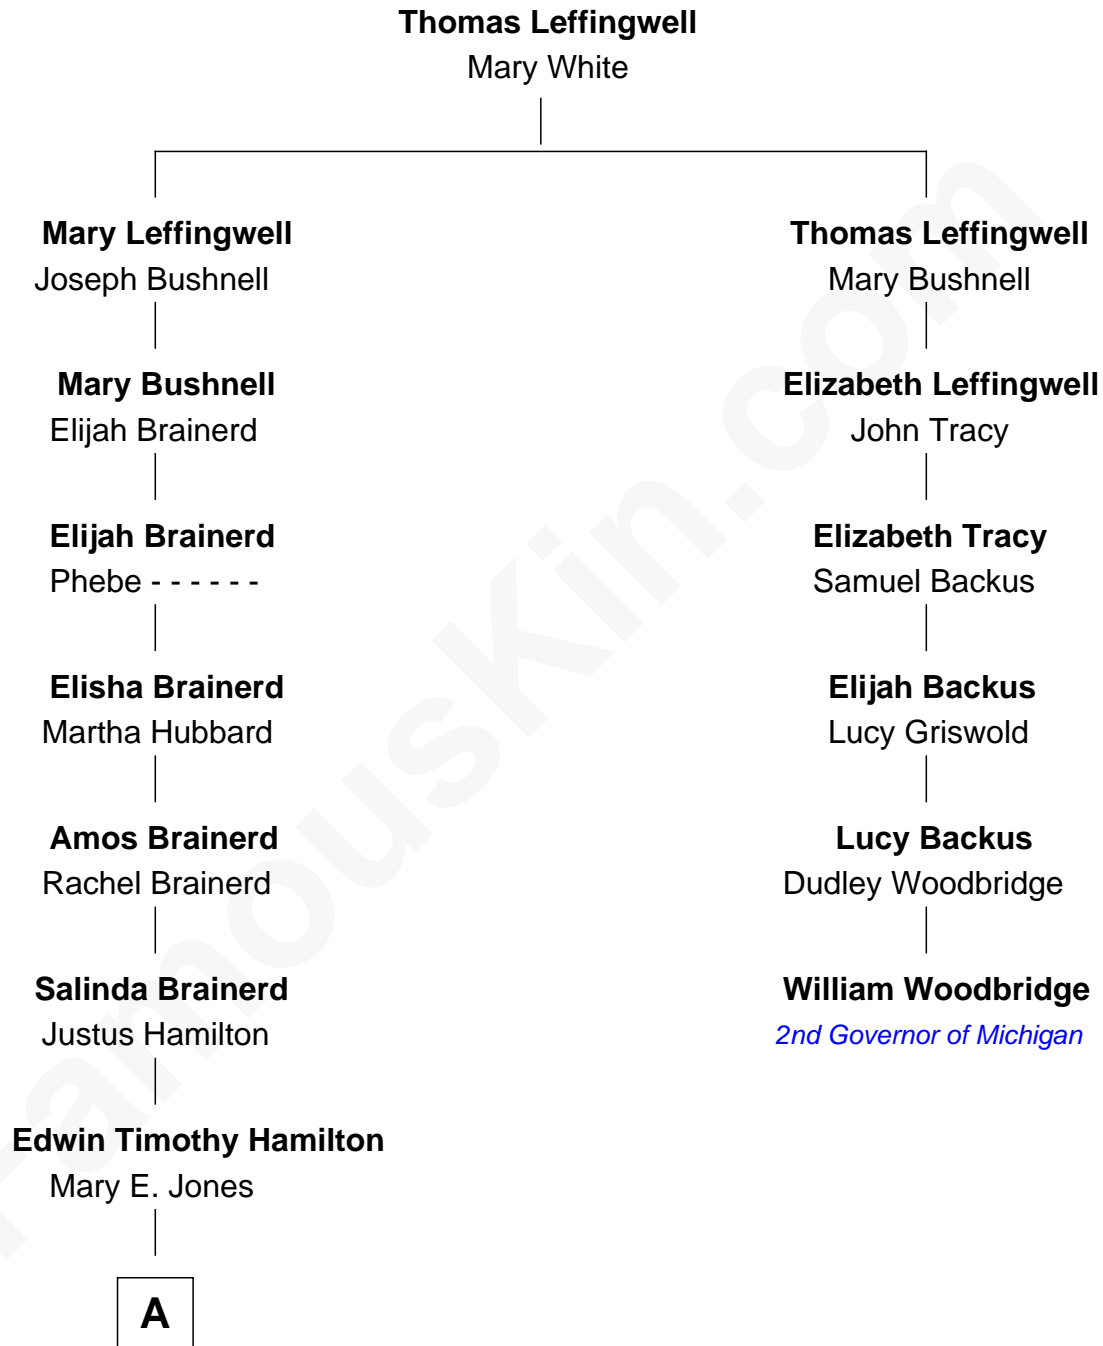 Thomas Leffingwell
Mary White
Mary Leffingwell
Joseph Bushnell
Thomas Leffingwell
Mary Bushnell
Mary Bushnell
Elijah Brainerd
Elizabeth Leffingwell
John Tracy
Elijah Brainerd
Phebe - - - - - -
Elizabeth Tracy
Samuel Backus
Elisha Brainerd
Martha Hubbard
Elijah Backus
Lucy Griswold
Amos Brainerd
Rachel Brainerd
Lucy Backus
Dudley Woodbridge
Salinda Brainerd
Justus Hamilton
William Woodbridge
2nd Governor of Michigan
Edwin Timothy Hamilton
Mary E. Jones
A
FamousKin.com